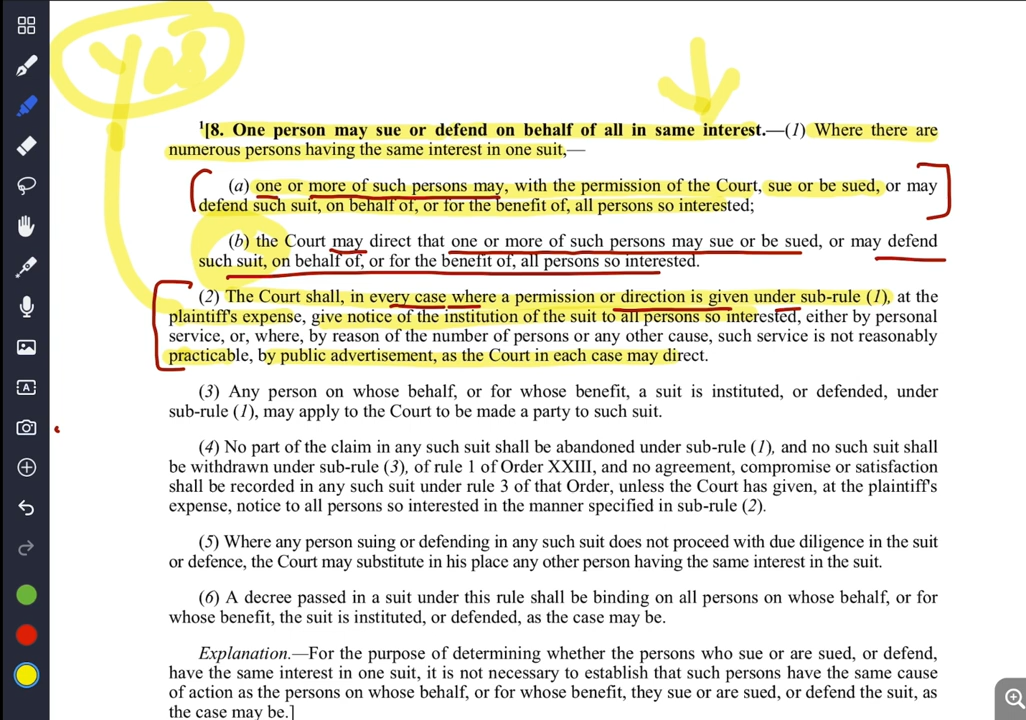 Yes
¹[8. One person may sue or defend on behalf of all in same interest.—(1) Where there are
numerous persons having the same interest in one suit,—
(a) one or more of such persons may, with the permission of the Court, sue or be sued, or may
defend such suit, on behalf of, or for the benefit of, all persons so interested;
(b) the Court may direct that one or more of such persons may sue or be sued, or may defend
such suit, on behalf of, or for the benefit of, all persons so interested.
(2) The Court shall, in every case where a permission or direction is given under sub-rule (1), at the
plaintiff's expense, give notice of the institution of the suit to all persons so interested, either by personal
service, or, where, by reason of the number of persons or any other cause, such service is not reasonably
practicable, by public advertisement, as the Court in each case may direct.
(3) Any person on whose behalf, or for whose benefit, a suit is instituted, or defended, under
sub-rule (1), may apply to the Court to be made a party to such suit.
(4) No part of the claim in any such suit shall be abandoned under sub-rule (1), and no such suit shall
be withdrawn under sub-rule (3), of rule 1 of Order XXIII, and no agreement, compromise or satisfaction
shall be recorded in any such suit under rule 3 of that Order, unless the Court has given, at the plaintiff's
expense, notice to all persons so interested in the manner specified in sub-rule (2).
(5) Where any person suing or defending in any such suit does not proceed with due diligence in the suit
or defence, the Court may substitute in his place any other person having the same interest in the suit.
(6) A decree passed in a suit under this rule shall be binding on all persons on whose behalf, or for
whose benefit, the suit is instituted, or defended, as the case may be.
Explanation.—For the purpose of determining whether the persons who sue or are sued, or defend,
have the same interest in one suit, it is not necessary to establish that such persons have the same cause
of action as the persons on whose behalf, or for whose benefit, they sue or are sued, or defend the suit, as
the case may be.]